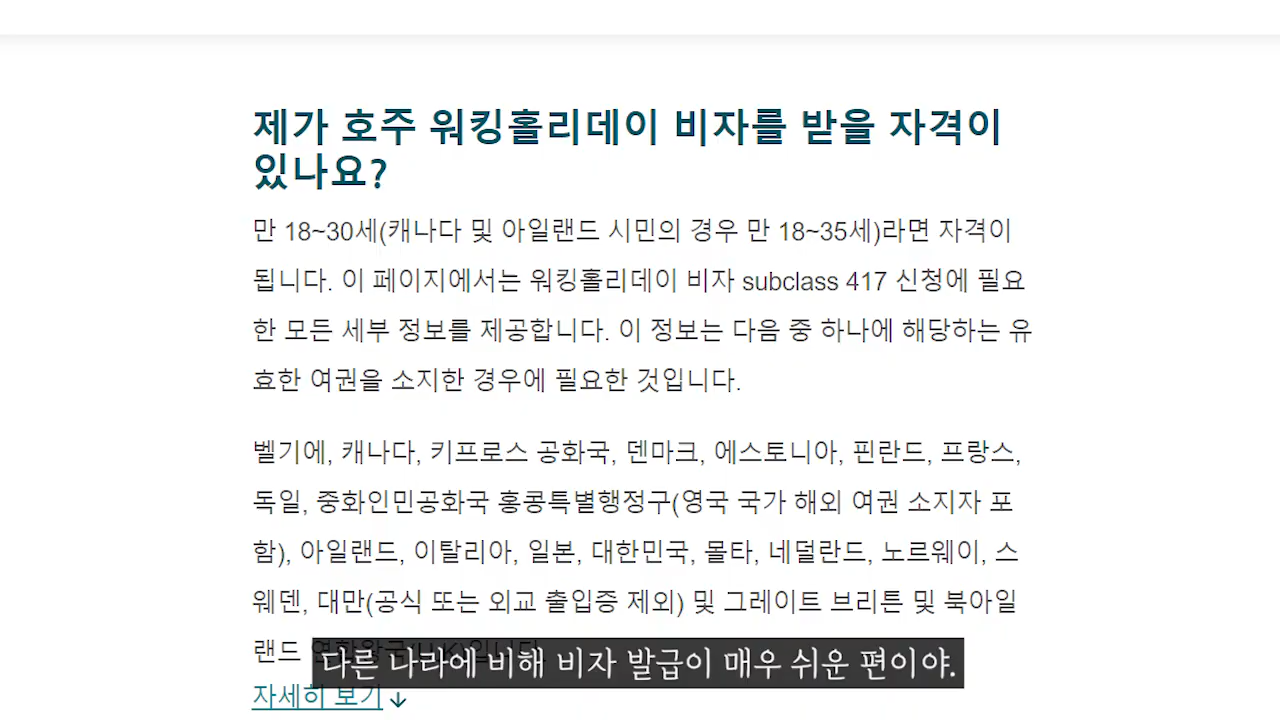 제가 호주 워킹홀리데이 비자를 받을 자격이
있나요?
만 18~30세(캐나다 및 아일랜드 시민의 경우 만 18~35세)라면 자격이
됩니다. 이 페이지에서는 워킹홀리데이 비자 subclass 417 신청에 필요
한 모든 세부 정보를 제공합니다. 이 정보는 다음 중 하나에 해당하는 유
효한 여권을 소지한 경우에 필요한 것입니다.
벨기에, 캐나다, 키프로스 공화국, 덴마크, 에스토니아, 핀란드, 프랑스,
독일, 중화인민공화국 홍콩특별행정구(영국 국가 해외 여권 소지자 포
함), 아일랜드, 이탈리아, 일본, 대한민국, 몰타, 네덜란드, 노르웨이, 스
웨덴, 대만(공식 또는 외교 출입증 제외) 및 그레이트 브리튼 및 북아일
랜드
다른 나라에 비해 비자 발급이 매우 쉬운 편이야.
자세히 보기 ↓